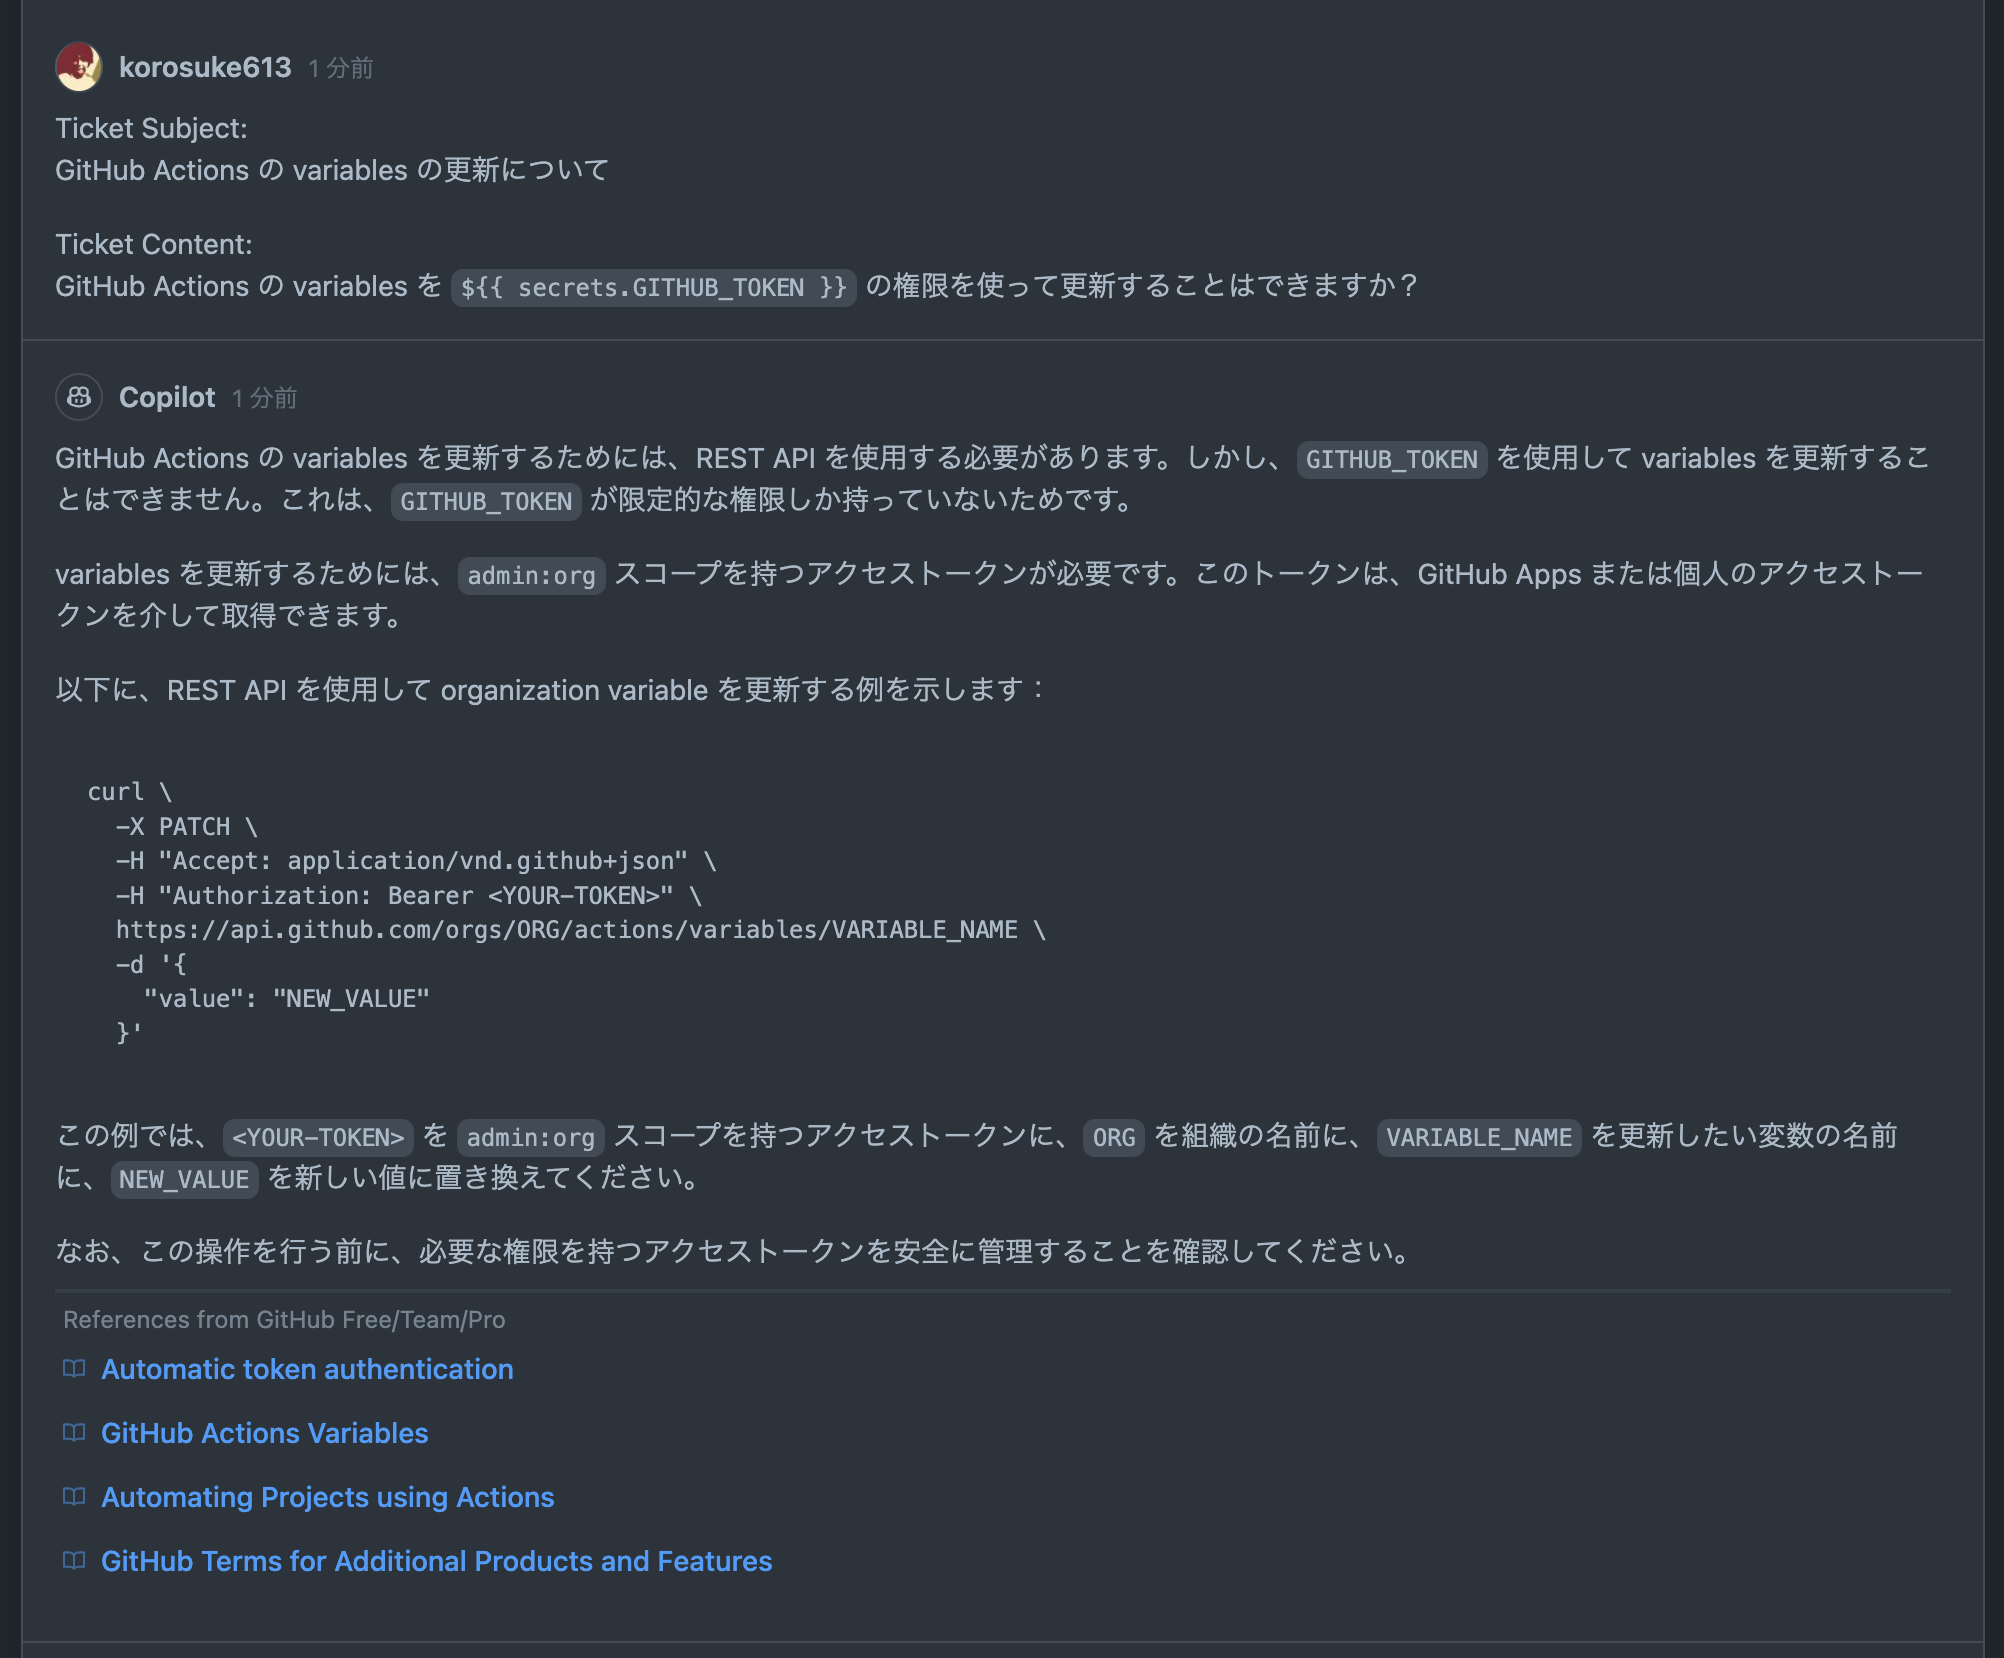 korosuke613 1 分前
Ticket Subject:
GitHub Actions の variables の更新について
Ticket Content:
GitHub Actions の variables を ${{ secrets.GITHUB_TOKEN }} の権限を使って更新することはできますか？
Copilot 1 分前
GitHub Actions の variables を更新するためには、REST API を使用する必要があります。しかし、 GITHUB_TOKEN を使用して variables を更新するこ
とはできません。これは、 GITHUB_TOKEN が限定的な権限しか持っていないためです。
variables を更新するためには、 admin:org スコープを持つアクセストークンが必要です。このトークンは、GitHub Apps または個人のアクセストー
クンを介して取得できます。
以下に、REST API を使用して organization variable を更新する例を示します：
curl \
  -X PATCH \
  -H "Accept: application/vnd.github+json" \
  -H "Authorization: Bearer <YOUR-TOKEN>" \
  https://api.github.com/orgs/ORG/actions/variables/VARIABLE_NAME \
  -d '{
    "value": "NEW_VALUE"
  }'
この例では、 <YOUR-TOKEN> を admin:org スコープを持つアクセストークンに、 ORG を組織の名前に、 VARIABLE_NAME を更新したい変数の名前
に、 NEW_VALUE を新しい値に置き換えてください。
なお、この操作を行う前に、必要な権限を持つアクセストークンを安全に管理することを確認してください。
References from GitHub Free/Team/Pro
Automatic token authentication
GitHub Actions Variables
Automating Projects using Actions
GitHub Terms for Additional Products and Features